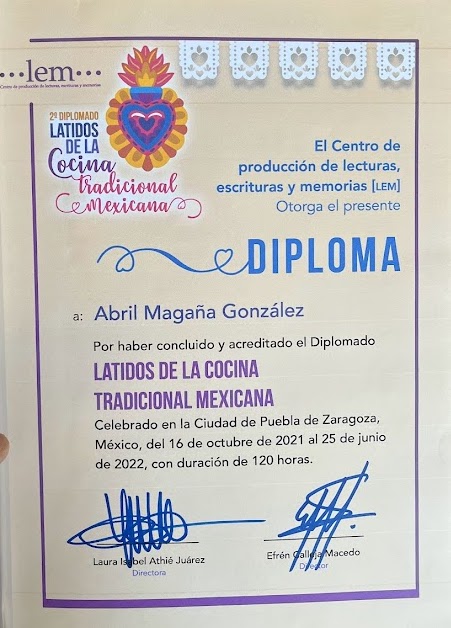 ...lem...
Centro de producción de lecturas, escrituras y memorias
2º DIPLOMADO
LATIDOS
DE LA
Cocina
tradicional
Mexicana
El Centro de
producción de lecturas,
escrituras y memorias [LEM]
Otorga el presente
DIPLOMA
a: Abril Magaña González
Por haber concluido y acreditado el Diplomado
LATIDOS DE LA COCINA
TRADICIONAL MEXICANA
Celebrado en la Ciudad de Puebla de Zaragoza,
México, del 16 de octubre de 2021 al 25 de junio
de 2022, con duración de 120 horas.
Laura Isabel Athié Juárez
Directora
Efrén Calleja Macedo
Director